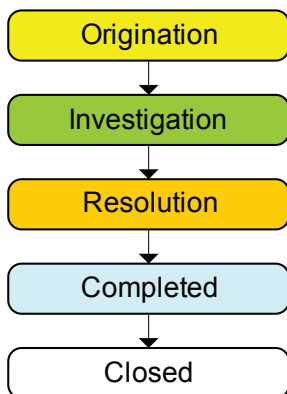 Origination
Investigation
Resolution
Completed
Closed